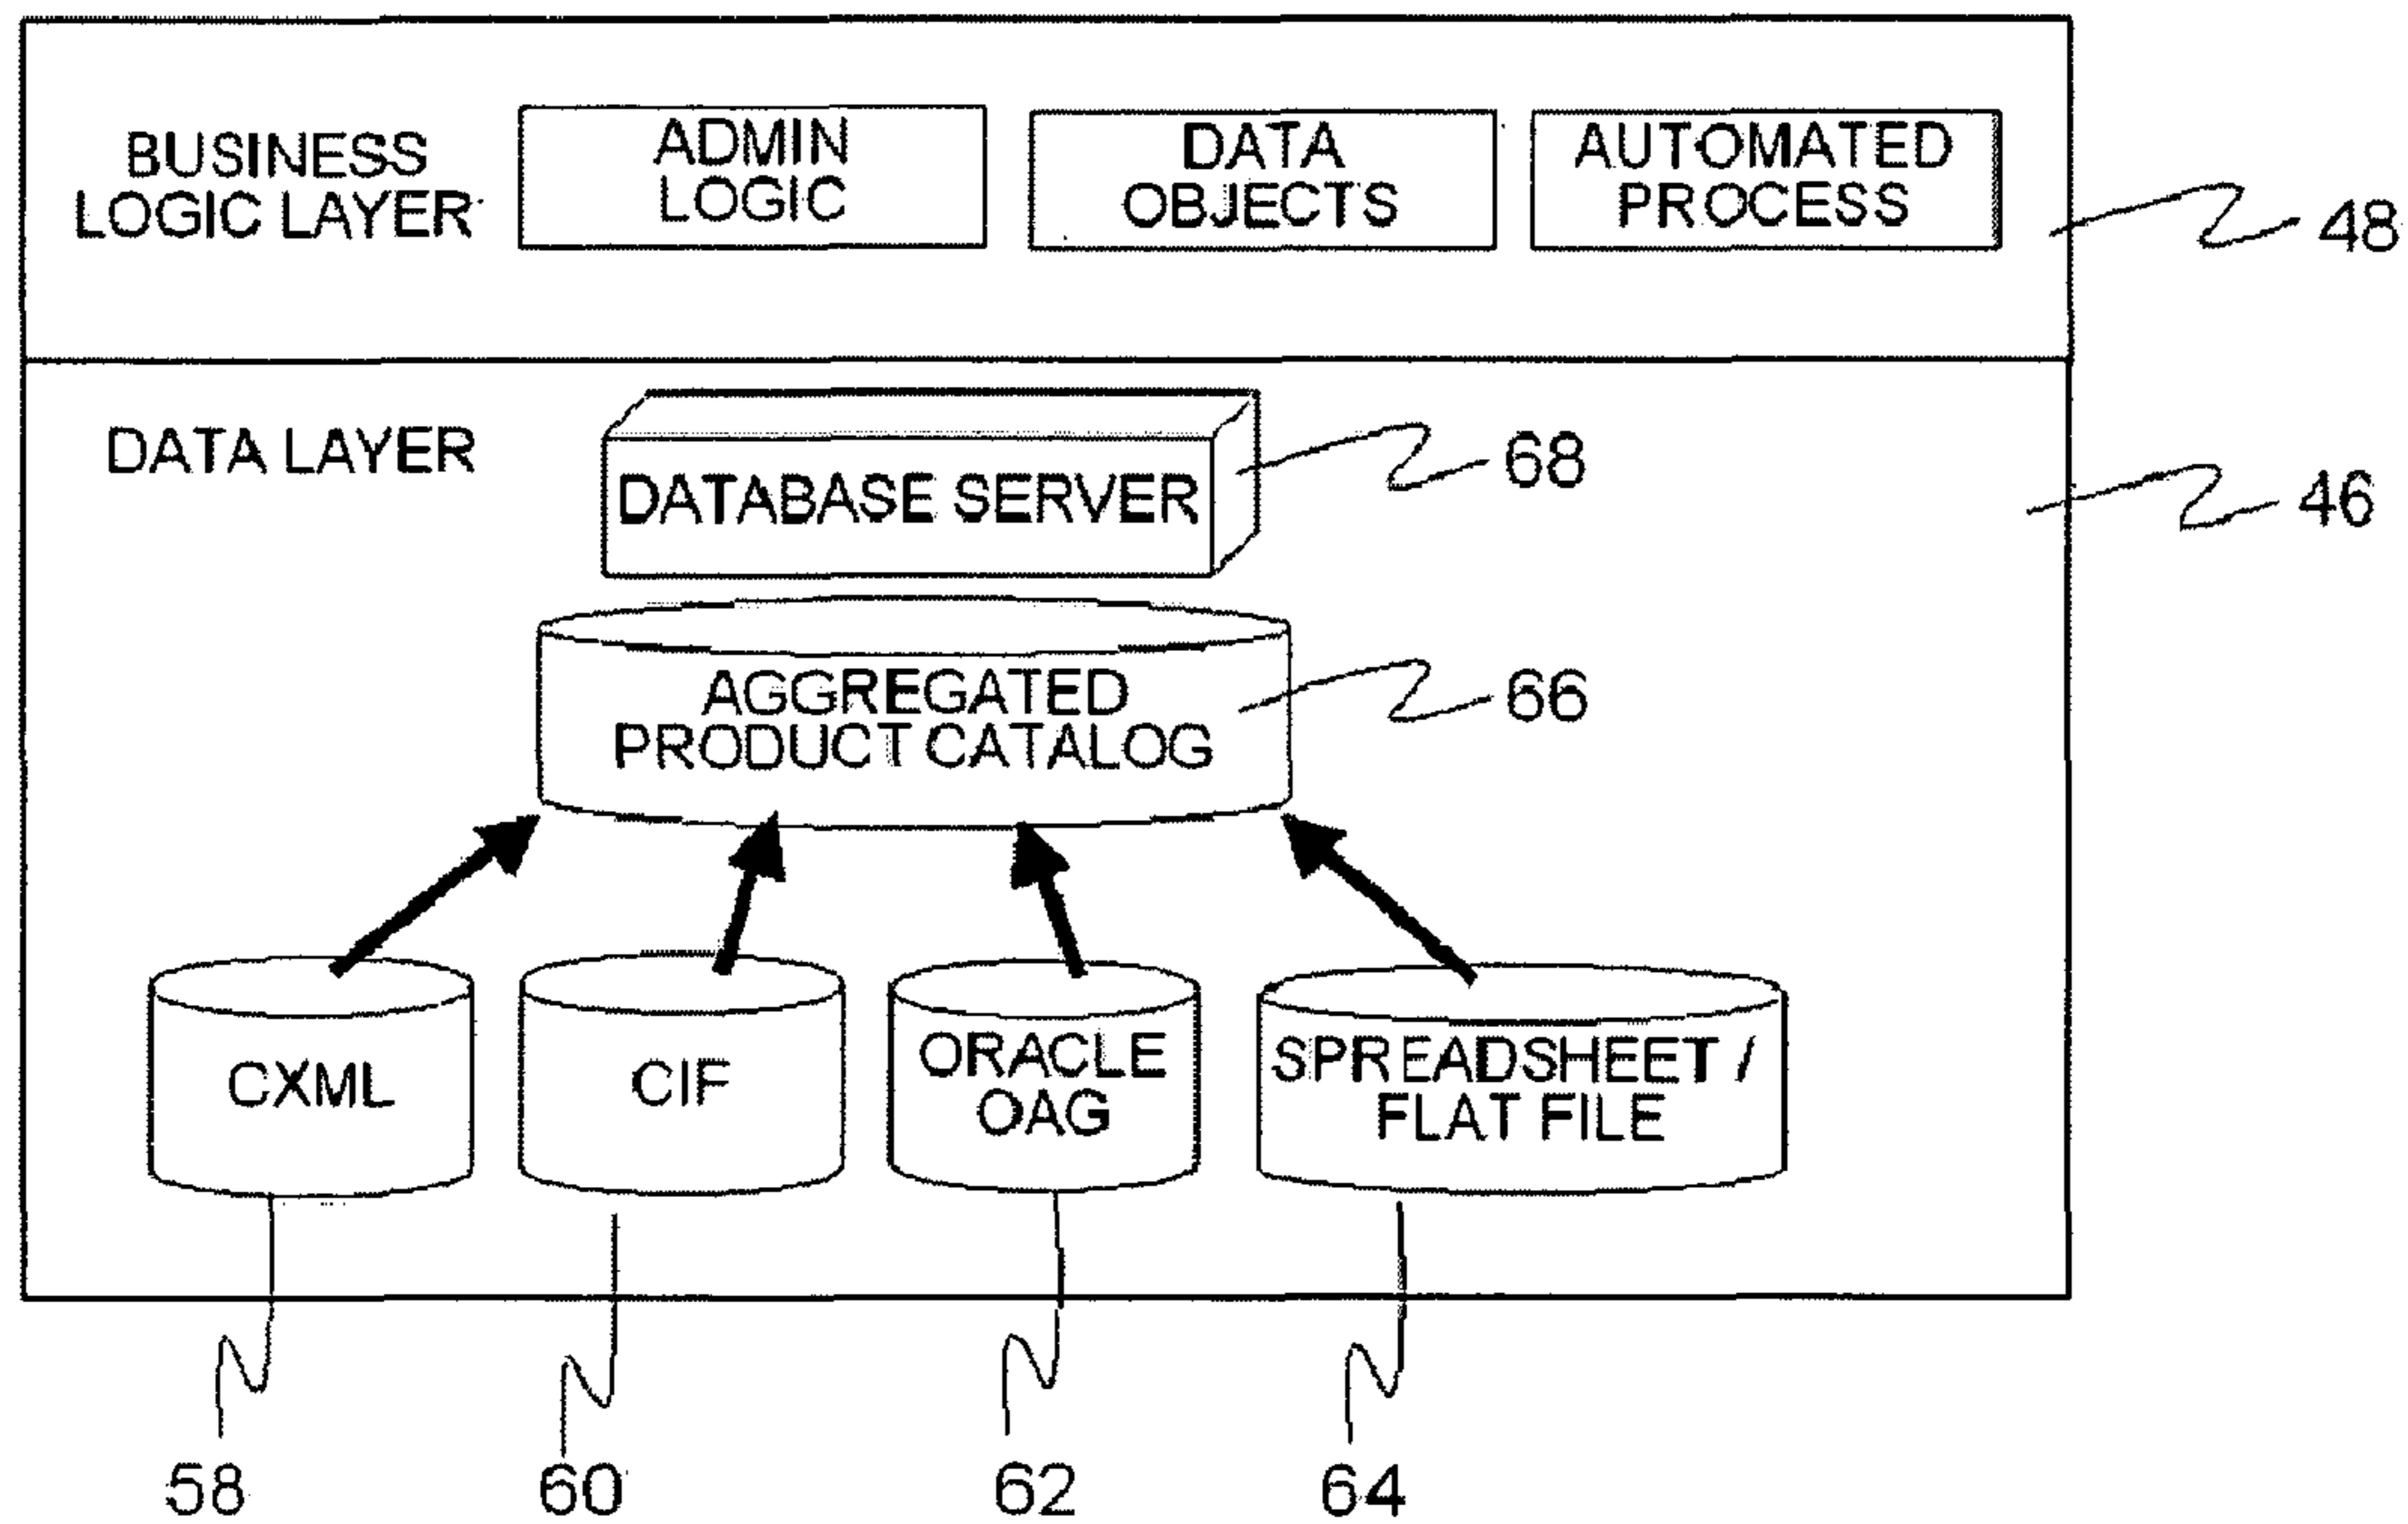 BUSINESS
LOGIC LAYER
ADMIN
LOGIC
DATA
OBJECTS
AUTOMATED
PROCESS
48
DATA LAYER
DATABASE SERVER
68
46
AGGREGATED
PRODUCT CATALOG
66
CXML
CIF
ORACLE
OAG
SPREADSHEET /
FLAT FILE
58
60
62
64